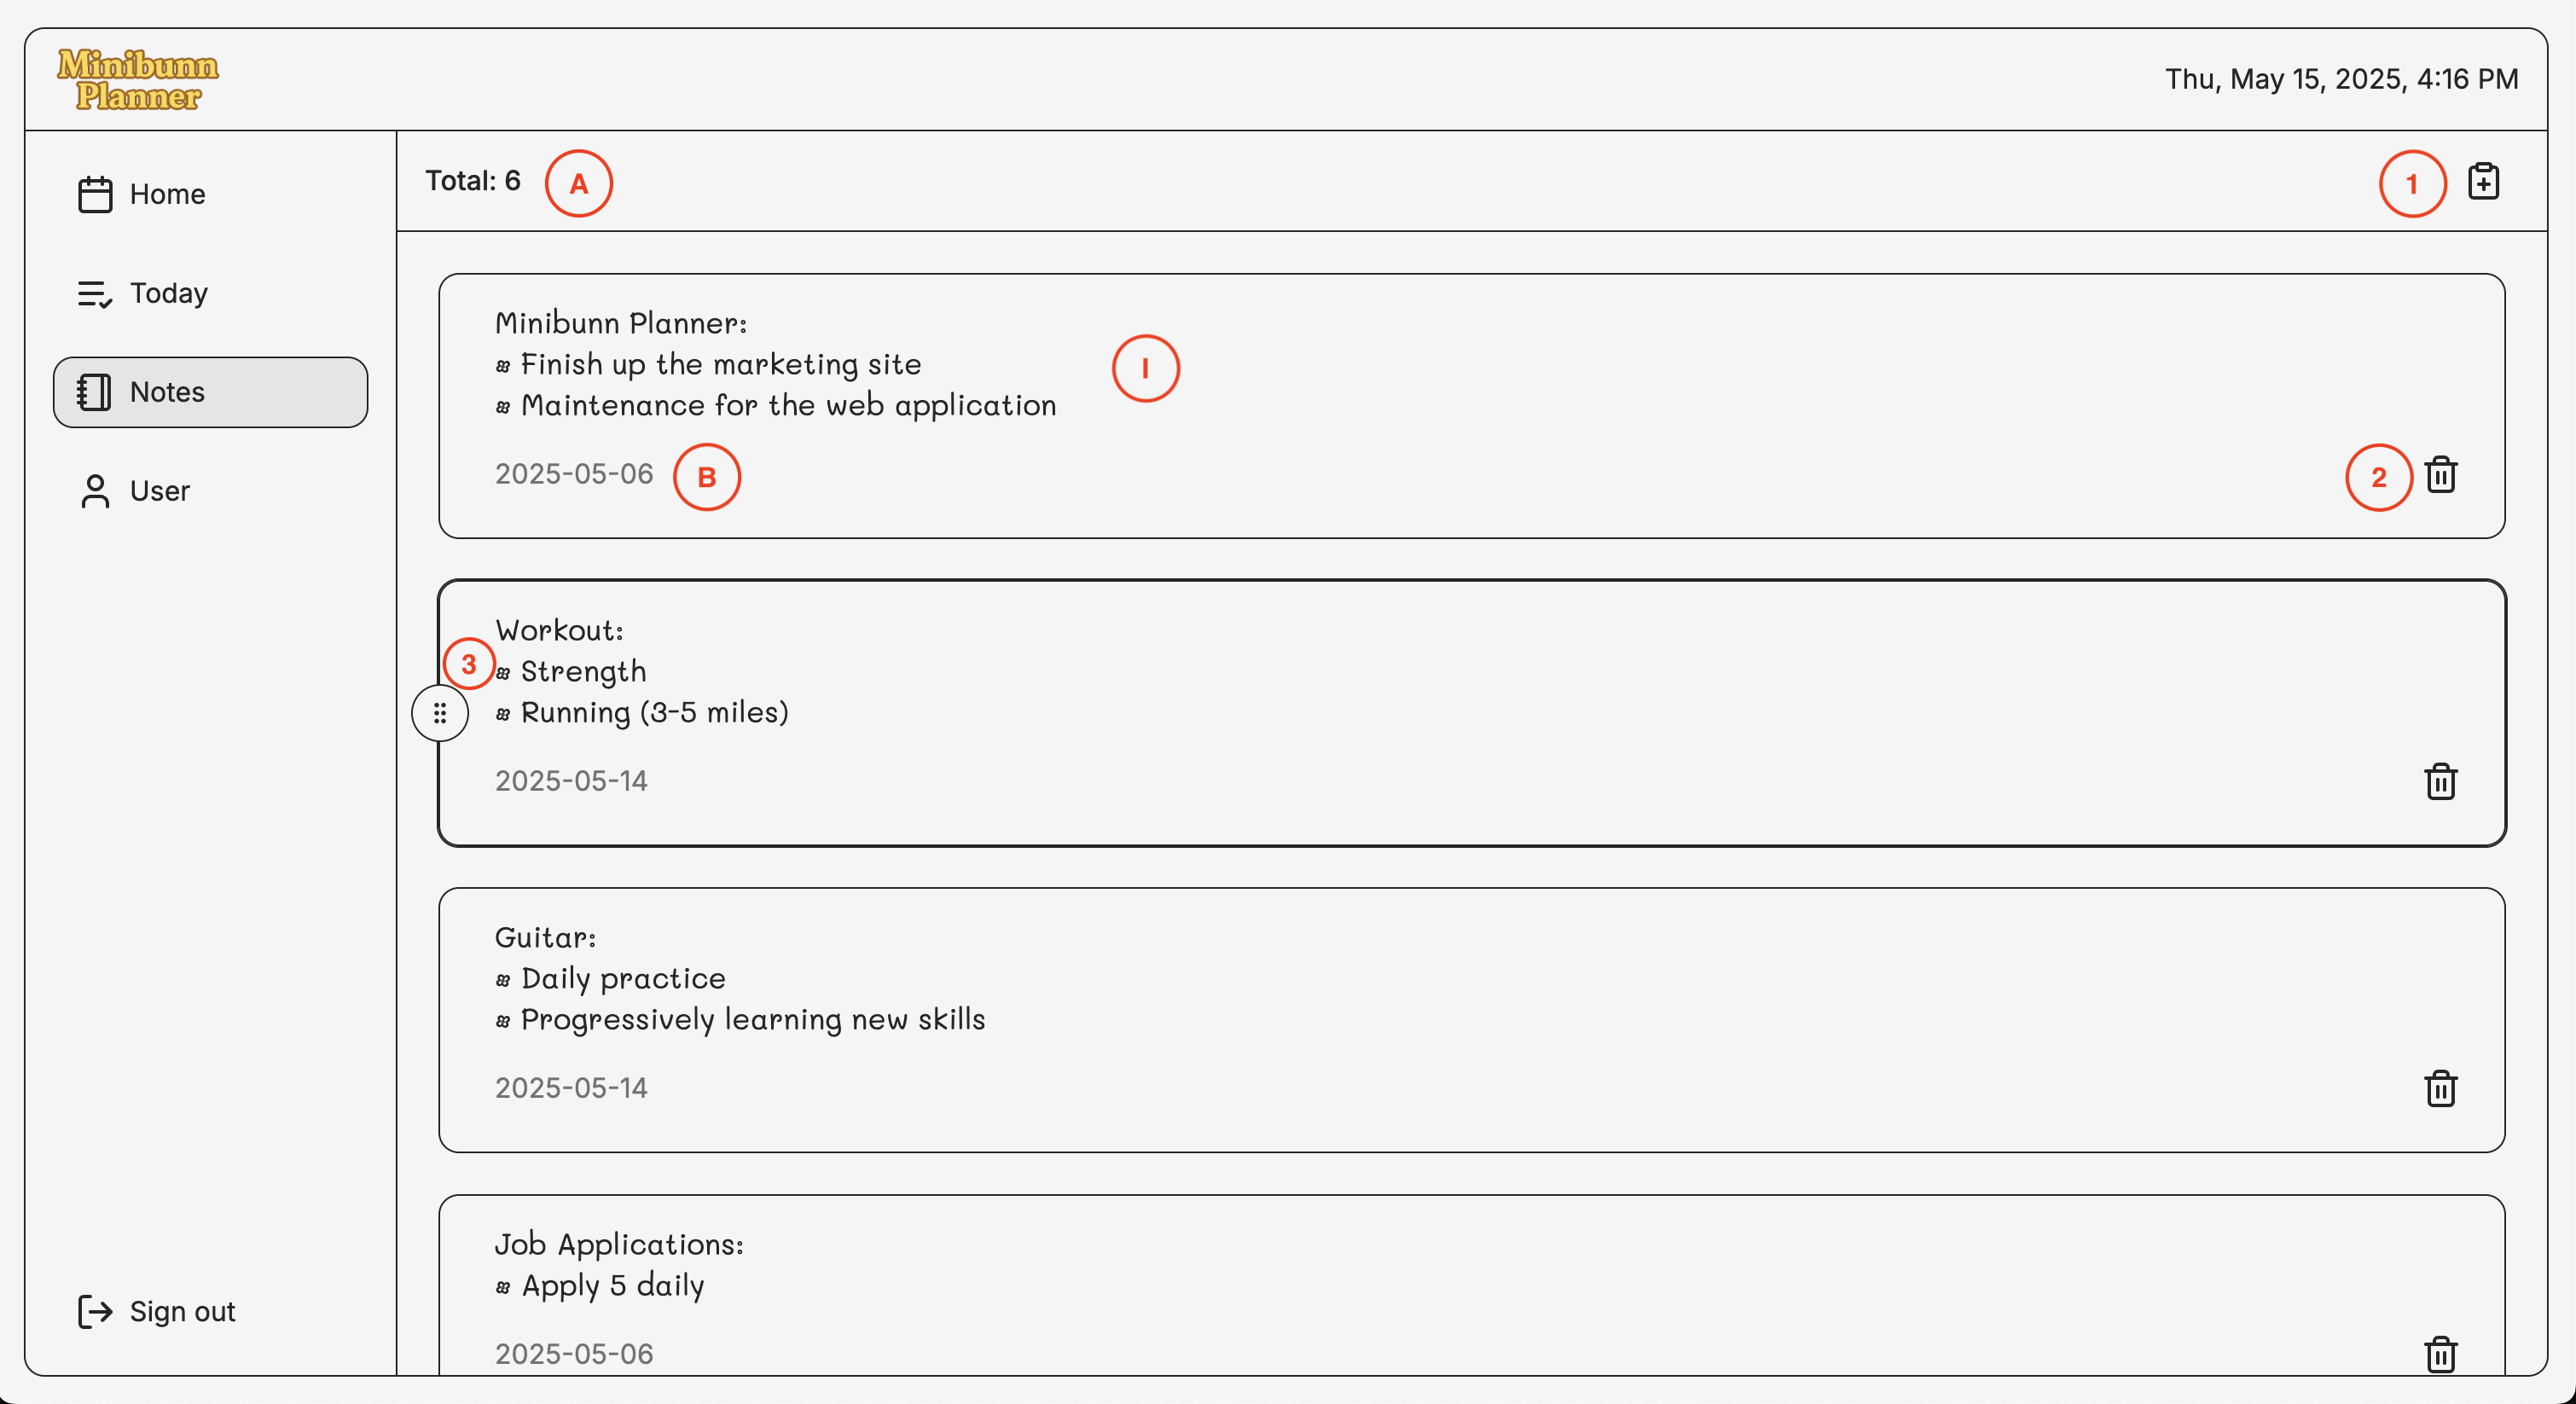 Minibunn
Planner
Thu, May 15, 2025, 4:16 PM
Home
Today
Notes
User
Sign out
Total: 6
A
1
Minibunn Planner:
Finish up the marketing site
Maintenance for the web application
I
2025-05-06
B
2
Workout:
3
Strength
Running (3-5 miles)
2025-05-14
Guitar:
Daily practice
Progressively learning new skills
2025-05-14
Job Applications:
Apply 5 daily
2025-05-06